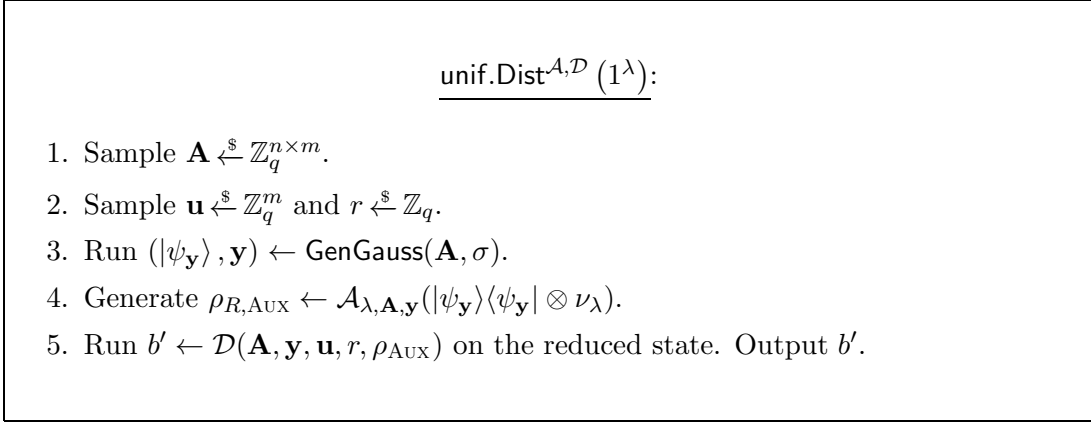 unif.Dist^{𝒜,𝒟} (1^λ):
1. Sample 𝐀 ←$ ℤ_q^{n×m}.
2. Sample 𝐮 ←$ ℤ_q^m and r ←$ ℤ_q.
3. Run (|ψ_𝐲⟩, 𝐲) ← GenGauss(𝐀, σ).
4. Generate ρ_{R,AUX} ← 𝒜_{λ,𝐀,𝐲}(|ψ_𝐲⟩⟨ψ_𝐲| ⊗ ν_λ).
5. Run b′ ← 𝒟(𝐀, 𝐲, 𝐮, r, ρ_{AUX}) on the reduced state. Output b′.